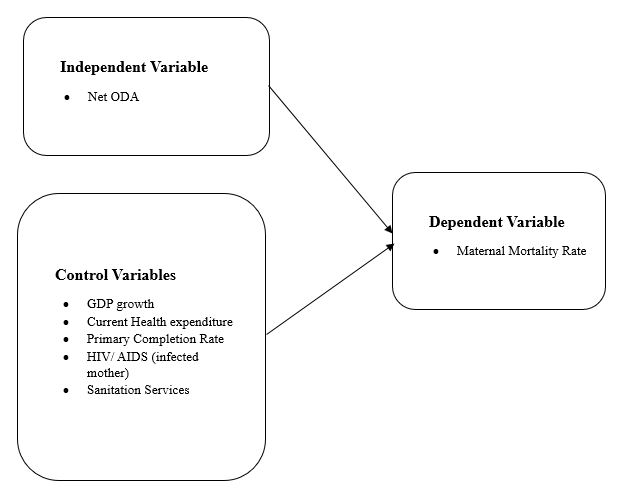 Independent Variable
• Net ODA
Dependent Variable
• Maternal Mortality Rate
Control Variables
• GDP growth
• Current Health expenditure
• Primary Completion Rate
• HIV/ AIDS (infected
mother)
• Sanitation Services